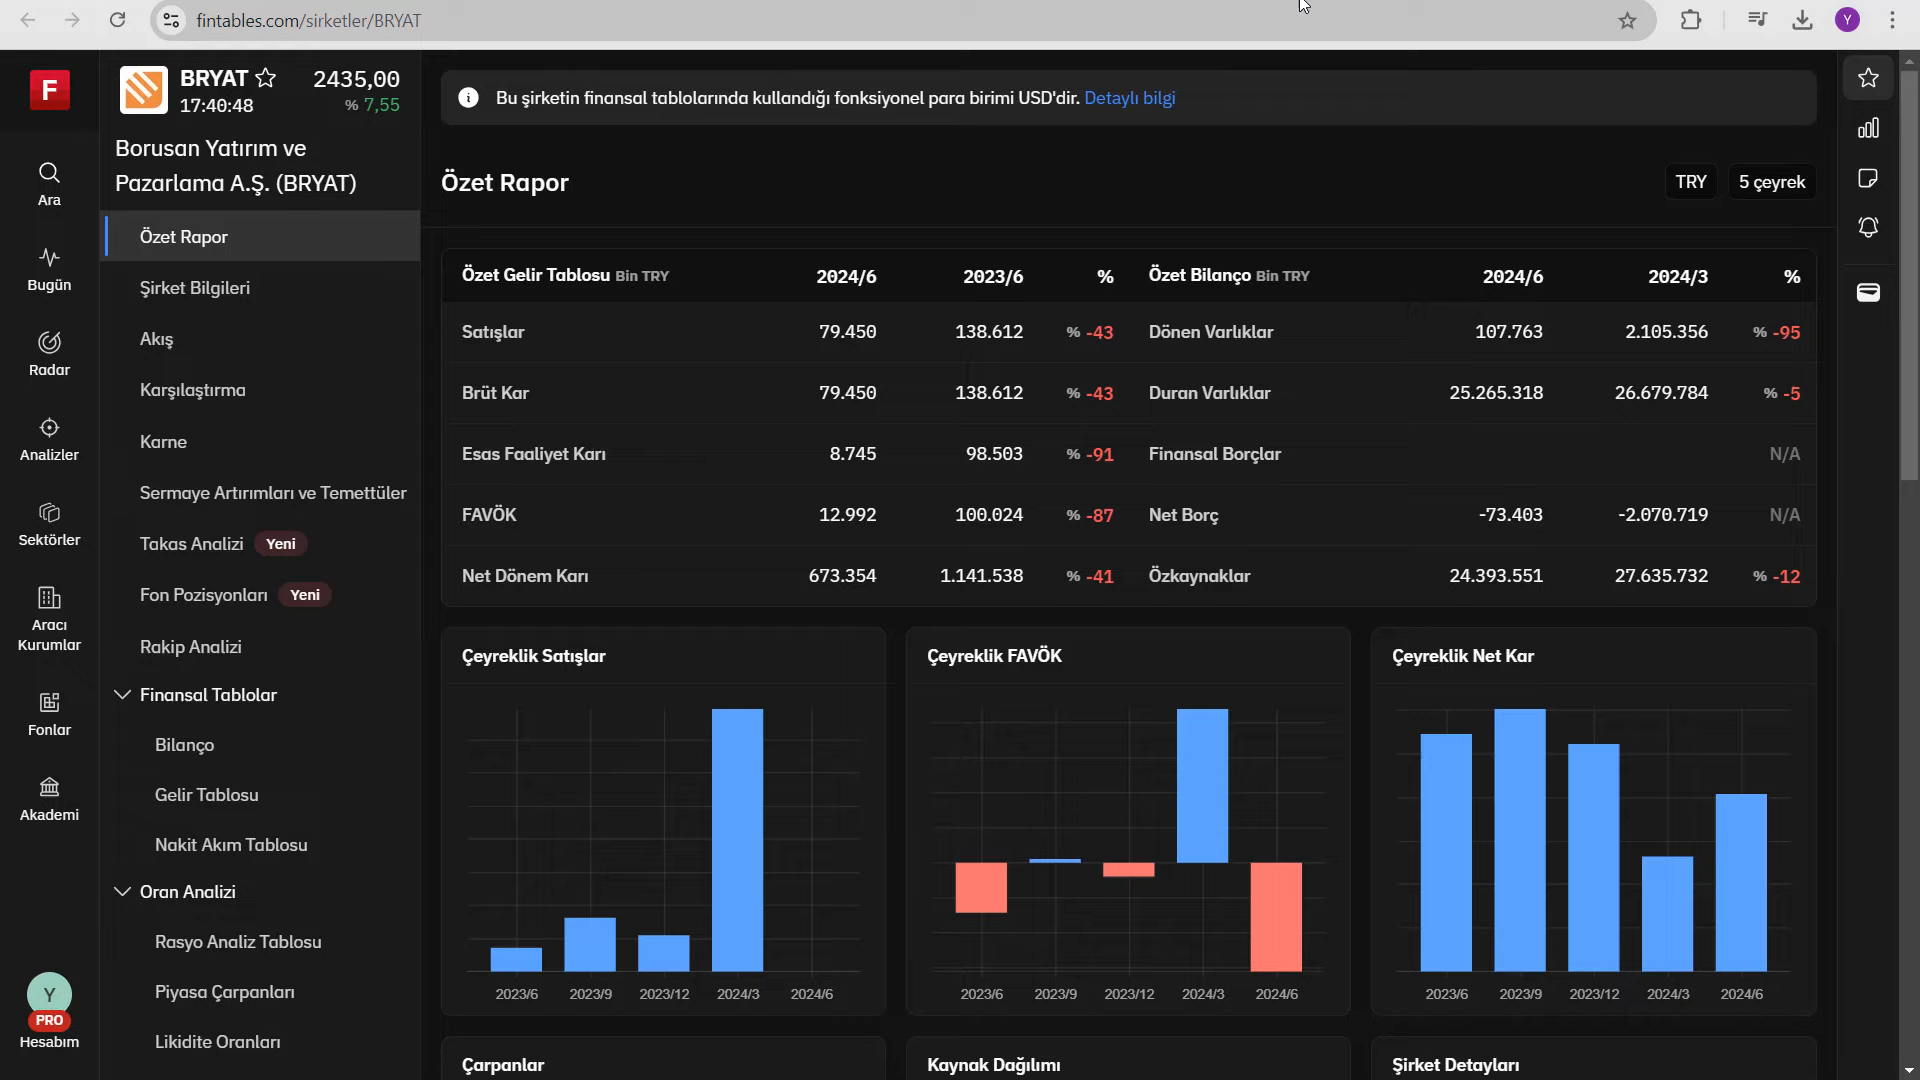 fintables.com/sirketler/BRYAT
Y
F
Ara
Bugün
Radar
Analizler
Sektörler
Aracı
Kurumlar
Fonlar
Akademi
Y
PRO
Hesabım
BRYAT 2435,00
17:40:48 % 7,55
Borusan Yatırım ve
Pazarlama A.Ş. (BRYAT)
Özet Rapor
Şirket Bilgileri
Akış
Karşılaştırma
Karne
Sermaye Artırımları ve Temettüler
Takas Analizi Yeni
Fon Pozisyonları Yeni
Rakip Analizi
Finansal Tablolar
Bilanço
Gelir Tablosu
Nakit Akım Tablosu
Oran Analizi
Rasyo Analiz Tablosu
Piyasa Çarpanları
Likidite Oranları
Bu şirketin finansal tablolarında kullandığı fonksiyonel para birimi USD'dir. Detaylı bilgi
Özet Rapor TRY 5 çeyrek
Özet Gelir Tablosu Bin TRY 2024/6 2023/6 % Özet Bilanço Bin TRY 2024/6 2024/3 %
Satışlar 79.450 138.612 % -43 Dönen Varlıklar 107.763 2.105.356 % -95
Brüt Kar 79.450 138.612 % -43 Duran Varlıklar 25.265.318 26.679.784 % -5
Esas Faaliyet Karı 8.745 98.503 % -91 Finansal Borçlar N/A
FAVÖK 12.992 100.024 % -87 Net Borç -73.403 -2.070.719 N/A
Net Dönem Karı 673.354 1.141.538 % -41 Özkaynaklar 24.393.551 27.635.732 % -12
Çeyreklik Satışlar
2023/6 2023/9 2023/12 2024/3 2024/6
Çeyreklik FAVÖK
2023/6 2023/9 2023/12 2024/3 2024/6
Çeyreklik Net Kar
2023/6 2023/9 2023/12 2024/3 2024/6
Çarpanlar
Kaynak Dağılımı
Şirket Detayları